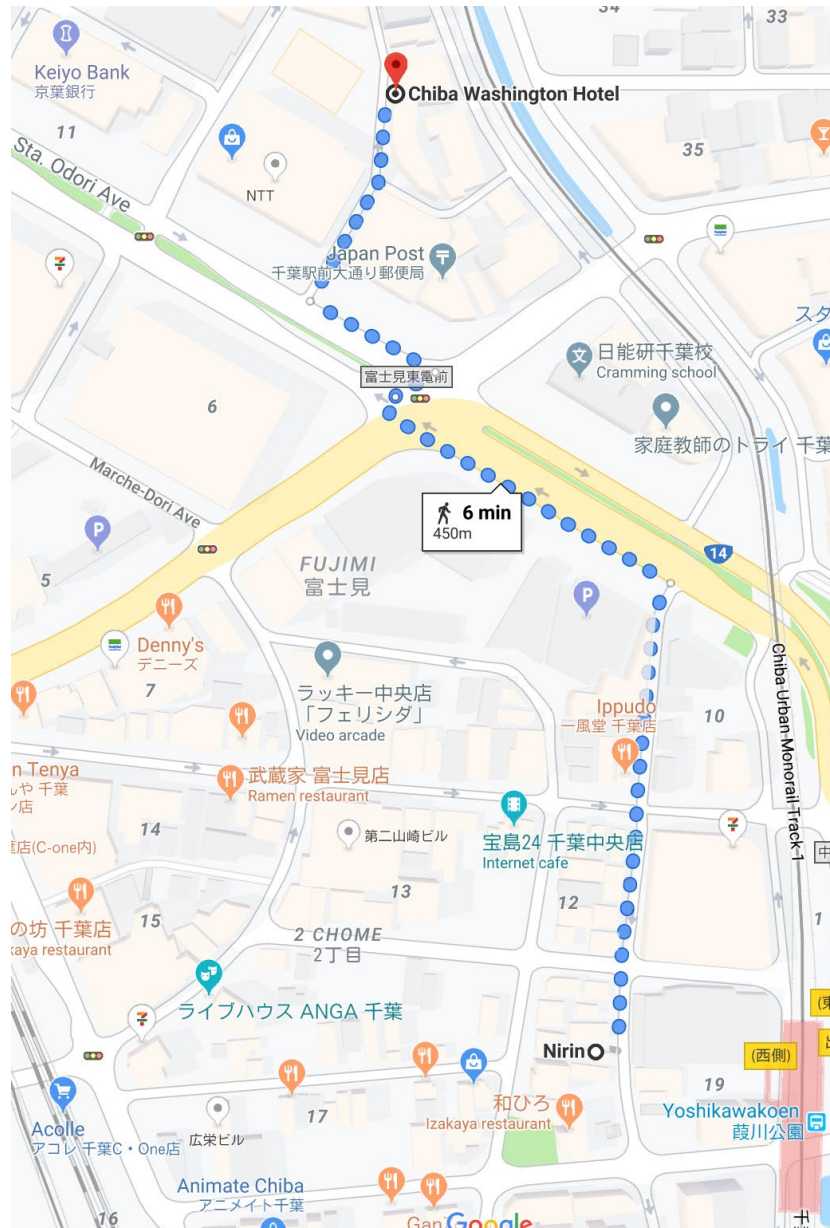 34
33
Keiyo Bank
京葉銀行
Chiba Washington Hotel
11
35
NTT
Sta. Odori Ave
Japan Post
千葉駅前大通り郵便局
スタ
日能研千葉校
Cramming school
富士見東電前
6
家庭教師のトライ 千葉
Marche-Dori Ave
P
6 min
450m
14
FUJIMI
富士見
5
P
Denny's
デニーズ
7
ラッキー中央店
「フェリシダ」
Video arcade
Ippudo
一風堂 千葉店
10
Chiba Urban Monorail Track 1
n Tenya
や 千葉
ン店
武蔵家 富士見店
Ramen restaurant
14
第二山崎ビル
宝島24 千葉中央店
Internet cafe
店(C-one内)
中
13
12
の坊 千葉店
kaya restaurant
15
2 CHOME
2丁目
1
ライブハウス ANGA 千葉
(東
Nirin
(西側)
出
19
和ひろ
Izakaya restaurant
17
Yoshikawakoen
葭川公園
広栄ビル
Acolle
アコレ 千葉C・One店
Animate Chiba
アニメイト千葉
16
Gan
Google
千